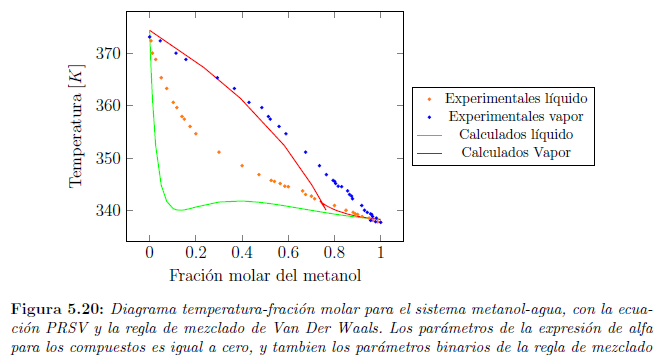 370
360
350
340
Temperatura [K]
0
0.2
0.4
0.6
0.8
1
Fración molar del metanol
Experimentales líquido
Experimentales vapor
Calculados líquido
Calculados Vapor
Figura 5.20: Diagrama temperatura-fración molar para el sistema metanol-agua, con la ecua-
ción PRSV y la regla de mezclado de Van Der Waals. Los parámetros de la expresión de alfa
para los compuestos es igual a cero, y tambien los parámetros binarios de la regla de mezclado